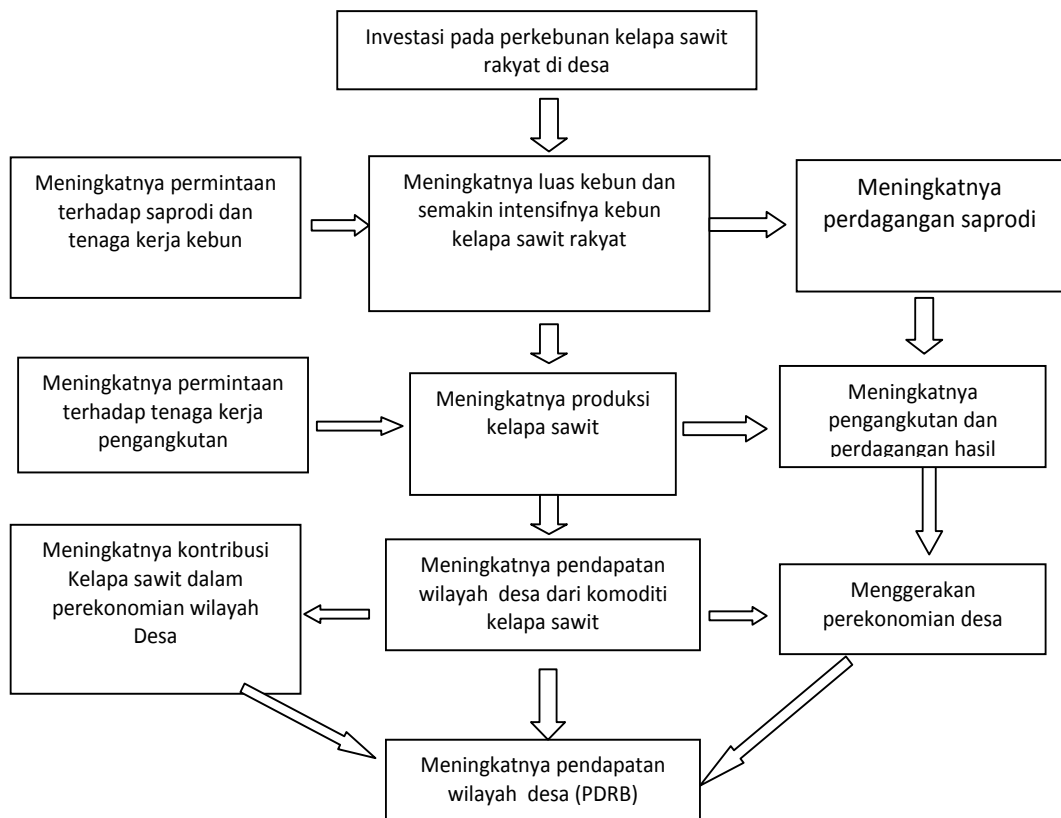 Investasi pada perkebunan kelapa sawit
rakyat di desa
Meningkatnya permintaan
terhadap saprodi dan
tenaga kerja kebun
Meningkatnya luas kebun dan
semakin intensifnya kebun
kelapa sawit rakyat
Meningkatnya
perdagangan saprodi
Meningkatnya permintaan
terhadap tenaga kerja
pengangkutan
Meningkatnya produksi
kelapa sawit
Meningkatnya
pengangkutan dan
perdagangan hasil
Meningkatnya kontribusi
Kelapa sawit dalam
perekonomian wilayah
Desa
Meningkatnya pendapatan
wilayah desa dari komoditi
kelapa sawit
Menggerakan
perekonomian desa
Meningkatnya pendapatan
wilayah desa (PDRB)